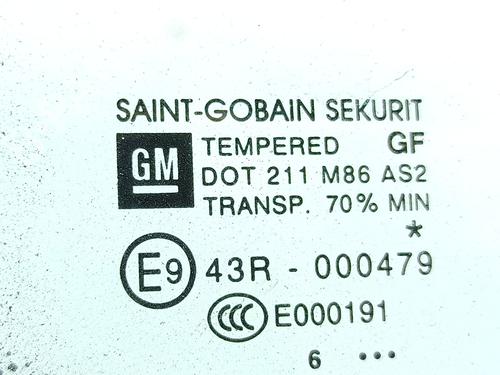 SAINT-GOBAIN SEKURIT
GM TEMPERED GF
DOT 211 M86 AS2
TRANSP. 70% MIN
*
E9 43R - 000479
CCC E000191
6 •••